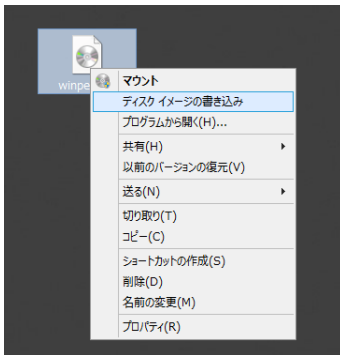 winpe
マウント
ディスク イメージの書き込み
プログラムから開く(H)...
共有(H)
以前のバージョンの復元(V)
送る(N)
切り取り(T)
コピー(C)
ショートカットの作成(S)
削除(D)
名前の変更(M)
プロパティ(R)